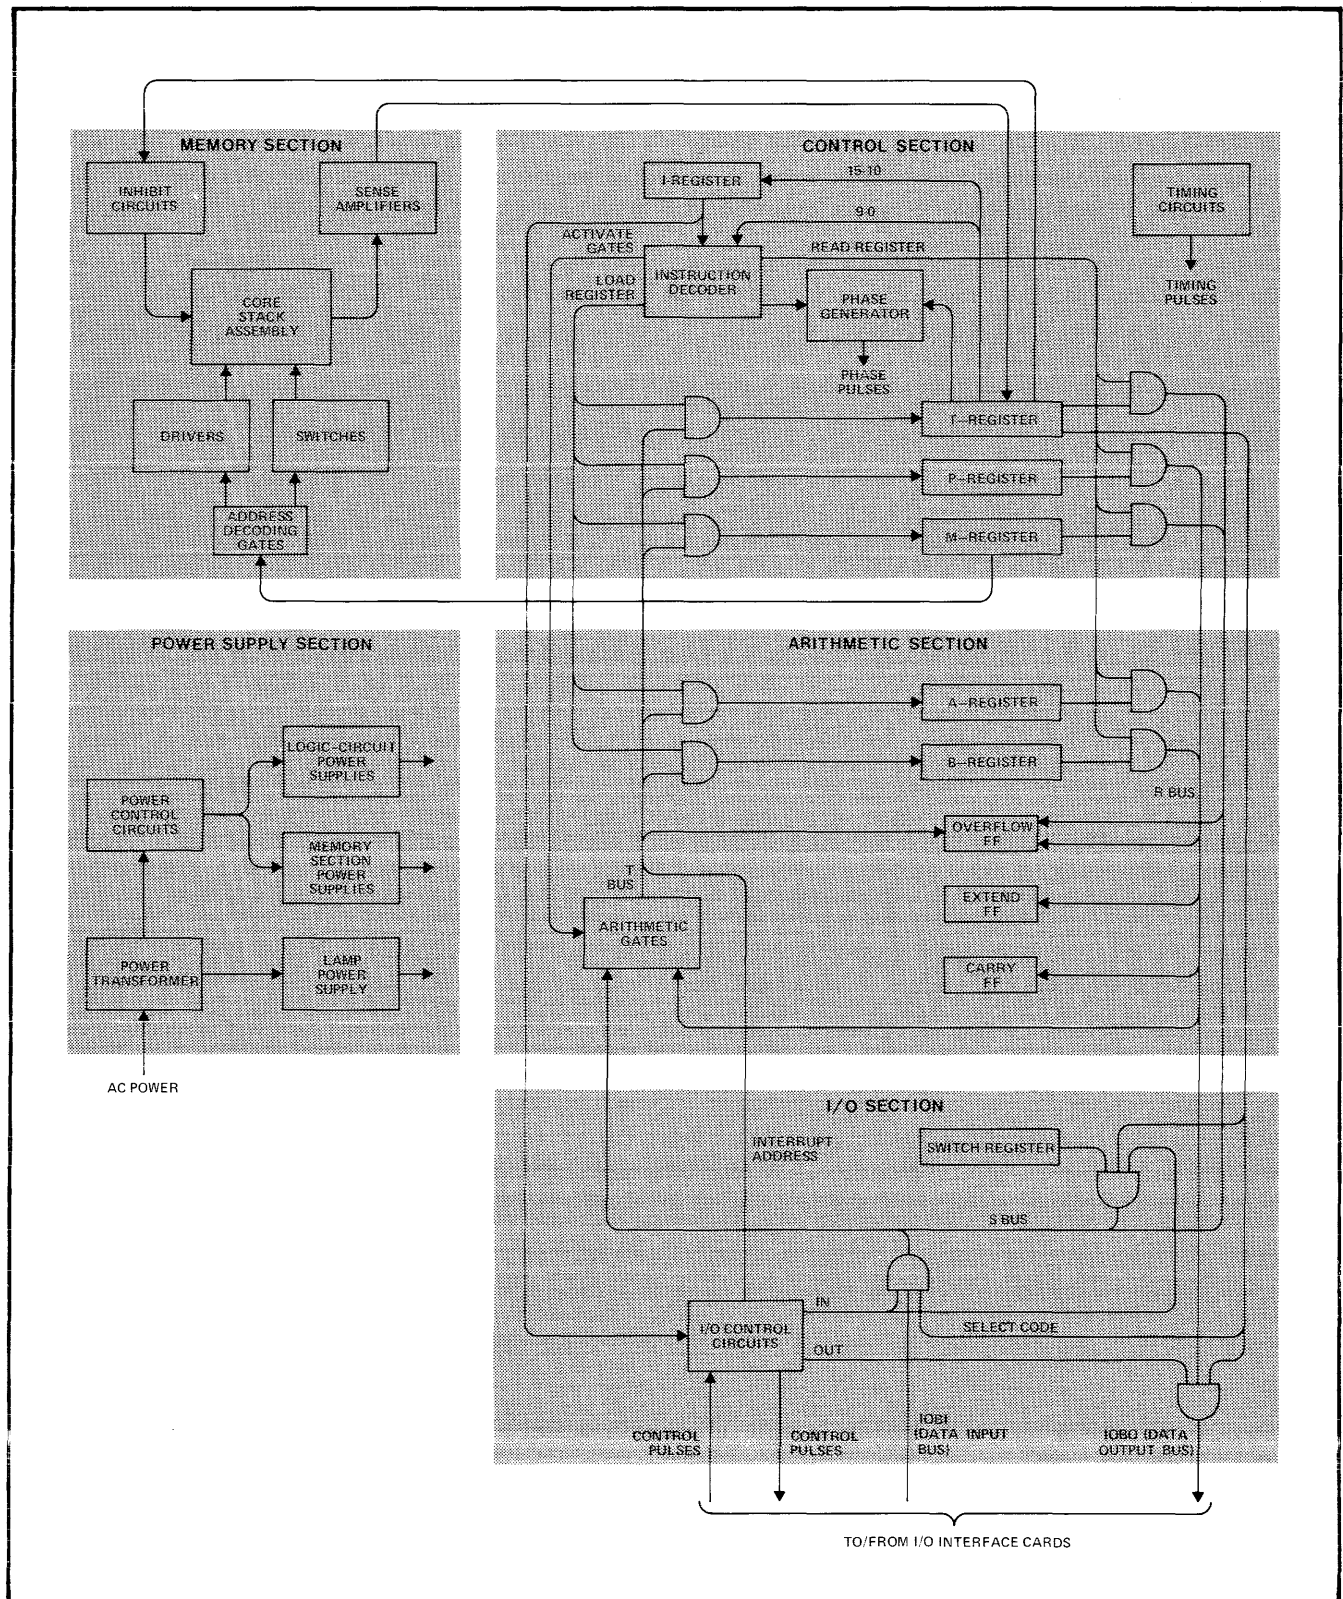 MEMORY SECTION
INHIBIT
CIRCUITS
SENSE
AMPLIFIERS
CORE
STACK
ASSEMBLY
DRIVERS
SWITCHES
ADDRESS
DECODING
GATES
CONTROL SECTION
I-REGISTER
15-10
TIMING
CIRCUITS
9-0
ACTIVATE
GATES
READ REGISTER
LOAD
REGISTER
INSTRUCTION
DECODER
PHASE
GENERATOR
TIMING
PULSES
PHASE
PULSES
T-REGISTER
P-REGISTER
M-REGISTER
POWER SUPPLY SECTION
LOGIC-CIRCUIT
POWER
SUPPLIES
POWER
CONTROL
CIRCUITS
MEMORY
SECTION
POWER
SUPPLIES
POWER
TRANSFORMER
LAMP
POWER
SUPPLY
AC POWER
ARITHMETIC SECTION
A-REGISTER
B-REGISTER
R BUS
OVERFLOW
FF
T
BUS
EXTEND
FF
ARITHMETIC
GATES
CARRY
FF
I/O SECTION
INTERRUPT
ADDRESS
SWITCH REGISTER
S BUS
IN
I/O CONTROL
CIRCUITS
SELECT CODE
OUT
CONTROL
PULSES
CONTROL
PULSES
IOBI
(DATA INPUT
BUS)
IOBO (DATA
OUTPUT BUS)
TO/FROM I/O INTERFACE CARDS